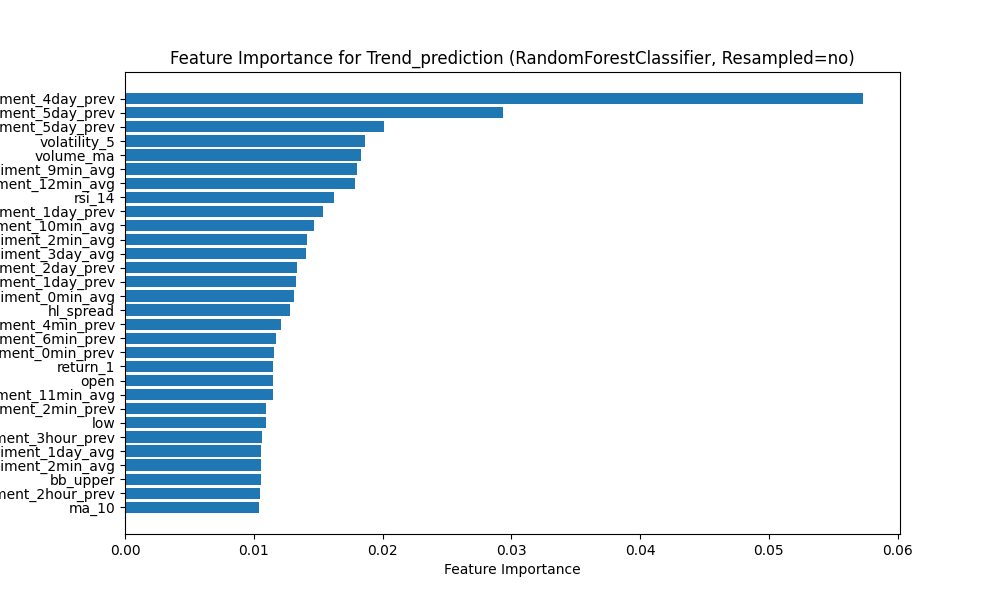 Feature Importance for Trend_prediction (RandomForestClassifier, Resampled=no)
ment_4day_prev
ment_5day_prev
ment_5day_prev
volatility_5
volume_ma
iment_9min_avg
ment_12min_avg
rsi_14
ment_1day_prev
ment_10min_avg
iment_2min_avg
iment_3day_avg
ment_2day_prev
ment_1day_prev
iment_0min_avg
hl_spread
ment_4min_prev
ment_6min_prev
ment_0min_prev
return_1
open
ment_11min_avg
ment_2min_prev
low
ment_3hour_prev
iment_1day_avg
iment_2min_avg
bb_upper
ment_2hour_prev
ma_10
0.00 0.01 0.02 0.03 0.04 0.05 0.06
Feature Importance